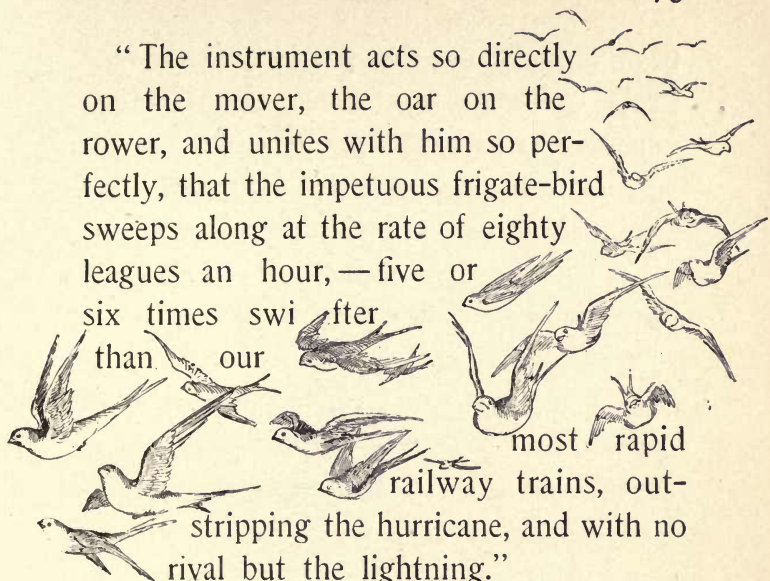 “ The instrument acts so directly
on the mover, the oar on the
rower, and unites with him so per-
fectly, that the impetuous frigate-bird
sweeps along at the rate of eighty
leagues an hour, — five or
six times swi fter
than our
most rapid
railway trains, out-
stripping the hurricane, and with no
rival but the lightning.”